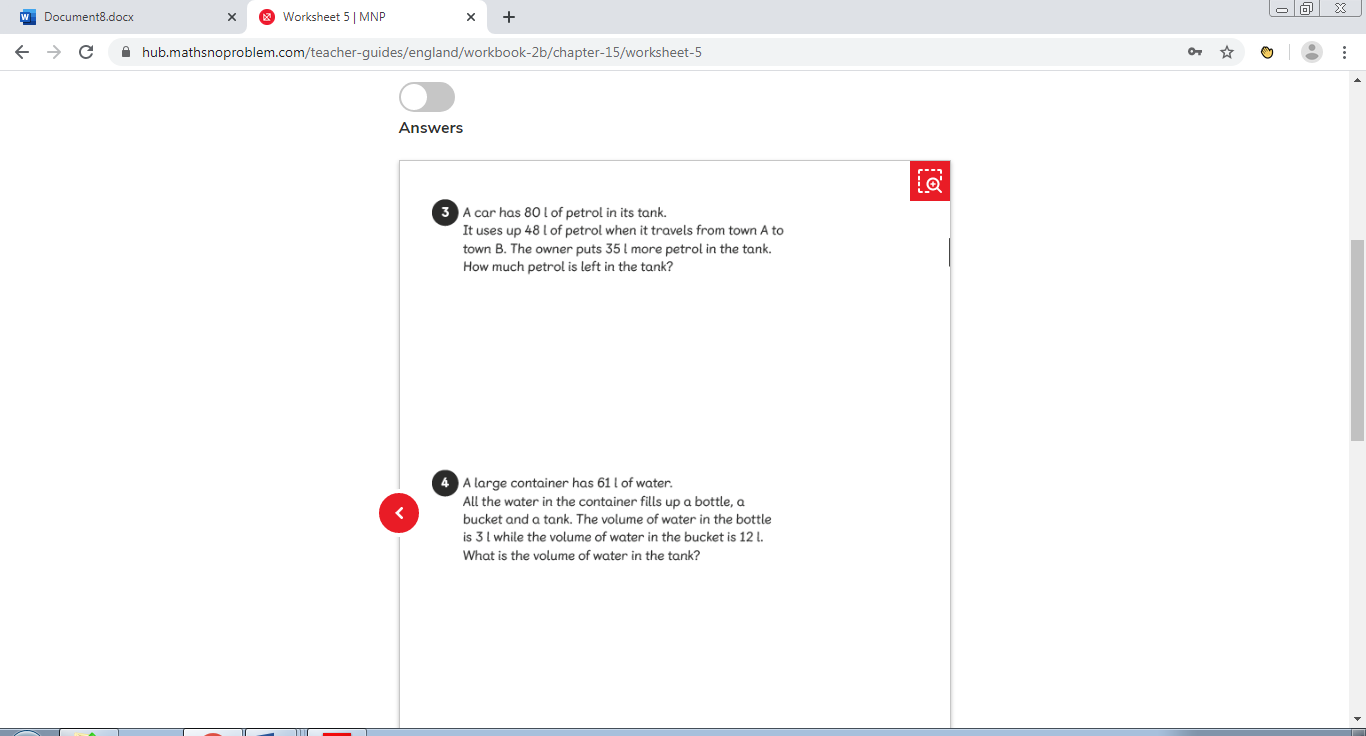 Document8.docx
Worksheet 5 | MNP
hub.mathsnoproblem.com/teacher-guides/england/workbook-2b/chapter-15/worksheet-5
Answers
3 A car has 80 l of petrol in its tank.
It uses up 48 l of petrol when it travels from town A to
town B. The owner puts 35 l more petrol in the tank.
How much petrol is left in the tank?
4 A large container has 61 l of water.
All the water in the container fills up a bottle, a
bucket and a tank. The volume of water in the bottle
is 3 l while the volume of water in the bucket is 12 l.
What is the volume of water in the tank?